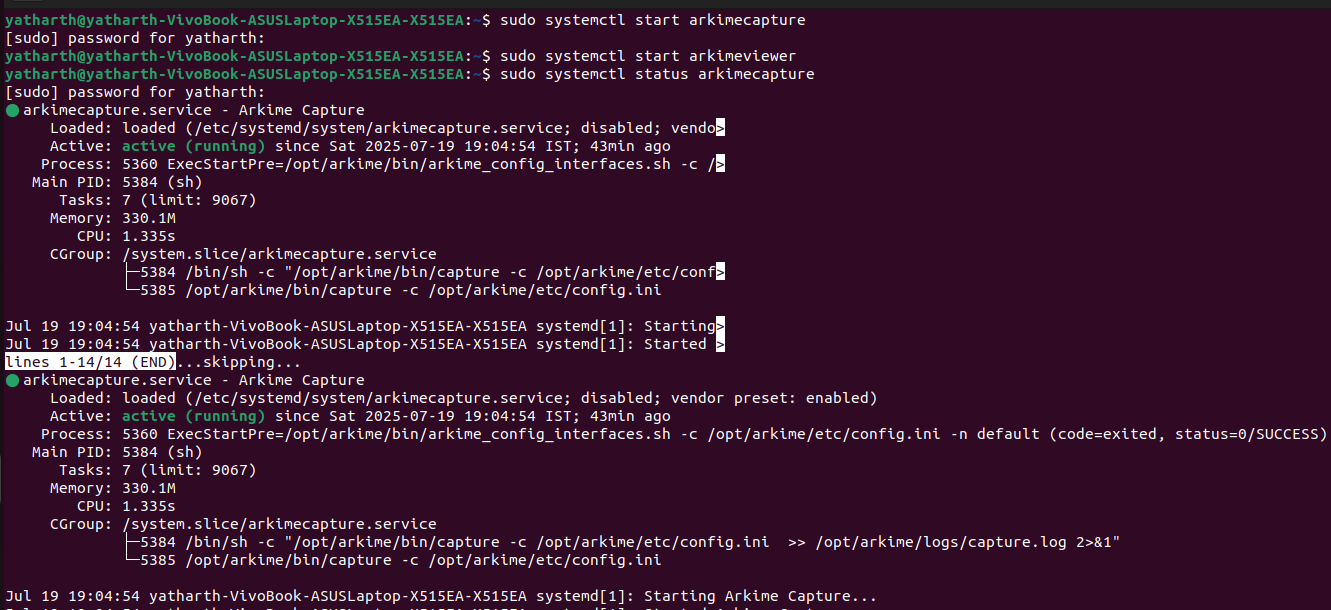 yatharth@yatharth-VivoBook-ASUSLaptop-X515EA-X515EA:~$ sudo systemctl start arkimecapture
[sudo] password for yatharth:
yatharth@yatharth-VivoBook-ASUSLaptop-X515EA-X515EA:~$ sudo systemctl start arkimeviewer
yatharth@yatharth-VivoBook-ASUSLaptop-X515EA-X515EA:~$ sudo systemctl status arkimecapture
[sudo] password for yatharth:
● arkimecapture.service - Arkime Capture
     Loaded: loaded (/etc/systemd/system/arkimecapture.service; disabled; vendo>
     Active: active (running) since Sat 2025-07-19 19:04:54 IST; 43min ago
    Process: 5360 ExecStartPre=/opt/arkime/bin/arkime_config_interfaces.sh -c />
   Main PID: 5384 (sh)
      Tasks: 7 (limit: 9067)
     Memory: 330.1M
        CPU: 1.335s
     CGroup: /system.slice/arkimecapture.service
             ├─5384 /bin/sh -c "/opt/arkime/bin/capture -c /opt/arkime/etc/conf>
             └─5385 /opt/arkime/bin/capture -c /opt/arkime/etc/config.ini
Jul 19 19:04:54 yatharth-VivoBook-ASUSLaptop-X515EA-X515EA systemd[1]: Starting>
Jul 19 19:04:54 yatharth-VivoBook-ASUSLaptop-X515EA-X515EA systemd[1]: Started >
lines 1-14/14 (END)...skipping...
● arkimecapture.service - Arkime Capture
     Loaded: loaded (/etc/systemd/system/arkimecapture.service; disabled; vendor preset: enabled)
     Active: active (running) since Sat 2025-07-19 19:04:54 IST; 43min ago
    Process: 5360 ExecStartPre=/opt/arkime/bin/arkime_config_interfaces.sh -c /opt/arkime/etc/config.ini -n default (code=exited, status=0/SUCCESS)
   Main PID: 5384 (sh)
      Tasks: 7 (limit: 9067)
     Memory: 330.1M
        CPU: 1.335s
     CGroup: /system.slice/arkimecapture.service
             ├─5384 /bin/sh -c "/opt/arkime/bin/capture -c /opt/arkime/etc/config.ini  >> /opt/arkime/logs/capture.log 2>&1"
             └─5385 /opt/arkime/bin/capture -c /opt/arkime/etc/config.ini
Jul 19 19:04:54 yatharth-VivoBook-ASUSLaptop-X515EA-X515EA systemd[1]: Starting Arkime Capture...